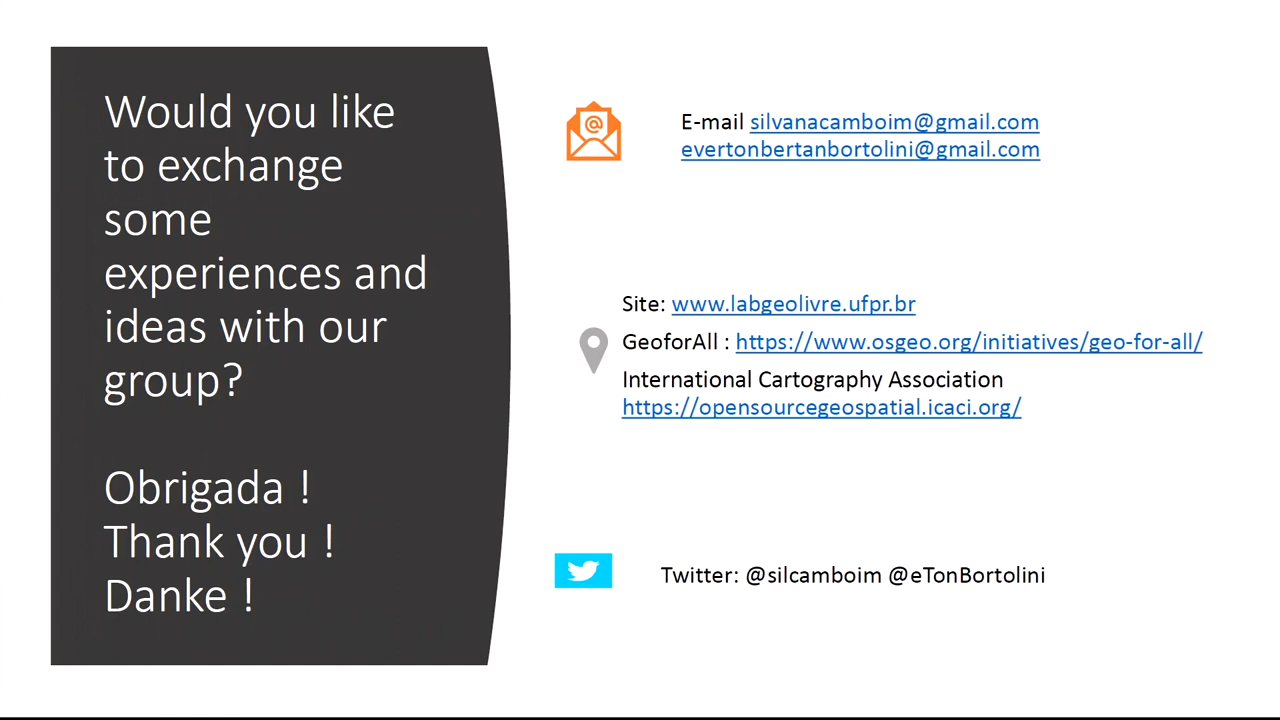 Would you like
to exchange
some
experiences and
ideas with our
group?
Obrigada !
Thank you !
Danke !
E-mail silvanacamboim@gmail.com
evertonbertanbortolini@gmail.com
Site: www.labgeolivre.ufpr.br
GeoforAll : https://www.osgeo.org/initiatives/geo-for-all/
International Cartography Association
https://opensourcegeospatial.icaci.org/
Twitter: @silcamboim @eTonBortolini